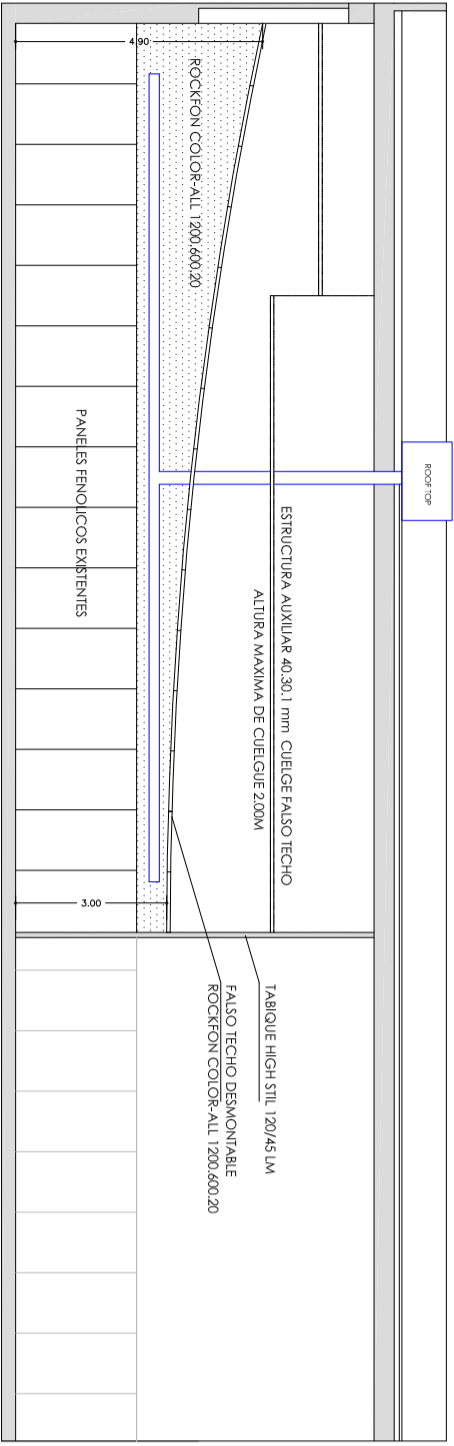 ROOF TOP
4.90
ROCKFON COLOR-ALL 1200.600.20
ESTRUCTURA AUXILIAR 40.30.1 mm CUELGE FALSO TECHO
ALTURA MAXIMA DE CUELGUE 2.00M
PANELES FENOLICOS EXISTENTES
3.00
TABIQUE HIGH STIL 120/45 LM
FALSO TECHO DESMONTABLE
ROCKFON COLOR-ALL 1200.600.20